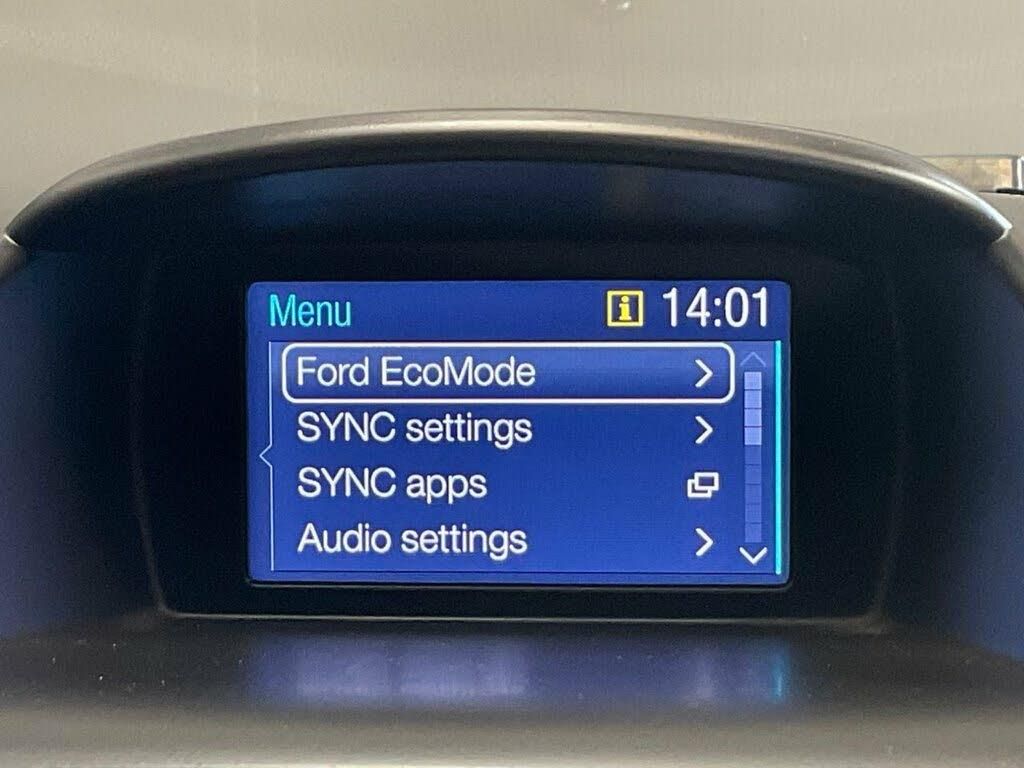 Menu i 14:01
Ford EcoMode
SYNC settings
SYNC apps
Audio settings